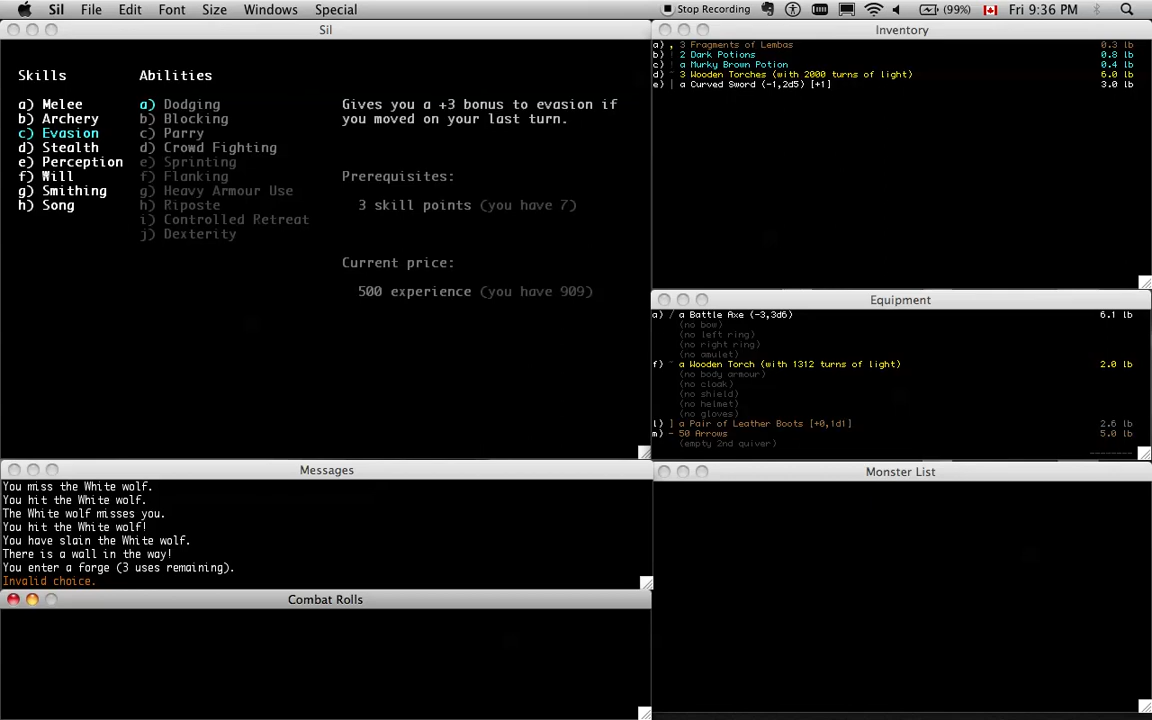 Sil File Edit Font Size Windows Special Stop Recording (99%) Fri 9:36 PM
Sil
Skills Abilities
a) Melee a) Dodging Gives you a +3 bonus to evasion if
b) Archery b) Blocking you moved on your last turn.
c) Evasion c) Parry
d) Stealth d) Crowd Fighting
e) Perception e) Sprinting
f) Will f) Flanking Prerequisites:
g) Smithing g) Heavy Armour Use
h) Song h) Riposte 3 skill points (you have 7)
i) Controlled Retreat
j) Dexterity
Current price:
500 experience (you have 909)
Inventory
a) , 3 Fragments of Lembas 0.3 lb
b) ! 2 Dark Potions 0.8 lb
c) ! a Murky Brown Potion 0.4 lb
d) ~ 3 Wooden Torches (with 2000 turns of light) 6.0 lb
e) | a Curved Sword (-1,2d5) [+1] 3.0 lb
Equipment
a) / a Battle Axe (-3,3d6) 6.1 lb
(no bow)
(no left ring)
(no right ring)
(no amulet)
f) ~ a Wooden Torch (with 1312 turns of light) 2.0 lb
(no body armour)
(no cloak)
(no shield)
(no helmet)
(no gloves)
l) ] a Pair of Leather Boots [+0,1d1] 2.6 lb
m) - 50 Arrows 5.0 lb
(empty 2nd quiver)
Messages
You miss the White wolf.
You hit the White wolf.
The White wolf misses you.
You hit the White wolf!
You have slain the White wolf.
There is a wall in the way!
You enter a forge (3 uses remaining).
Invalid choice.
Combat Rolls
Monster List